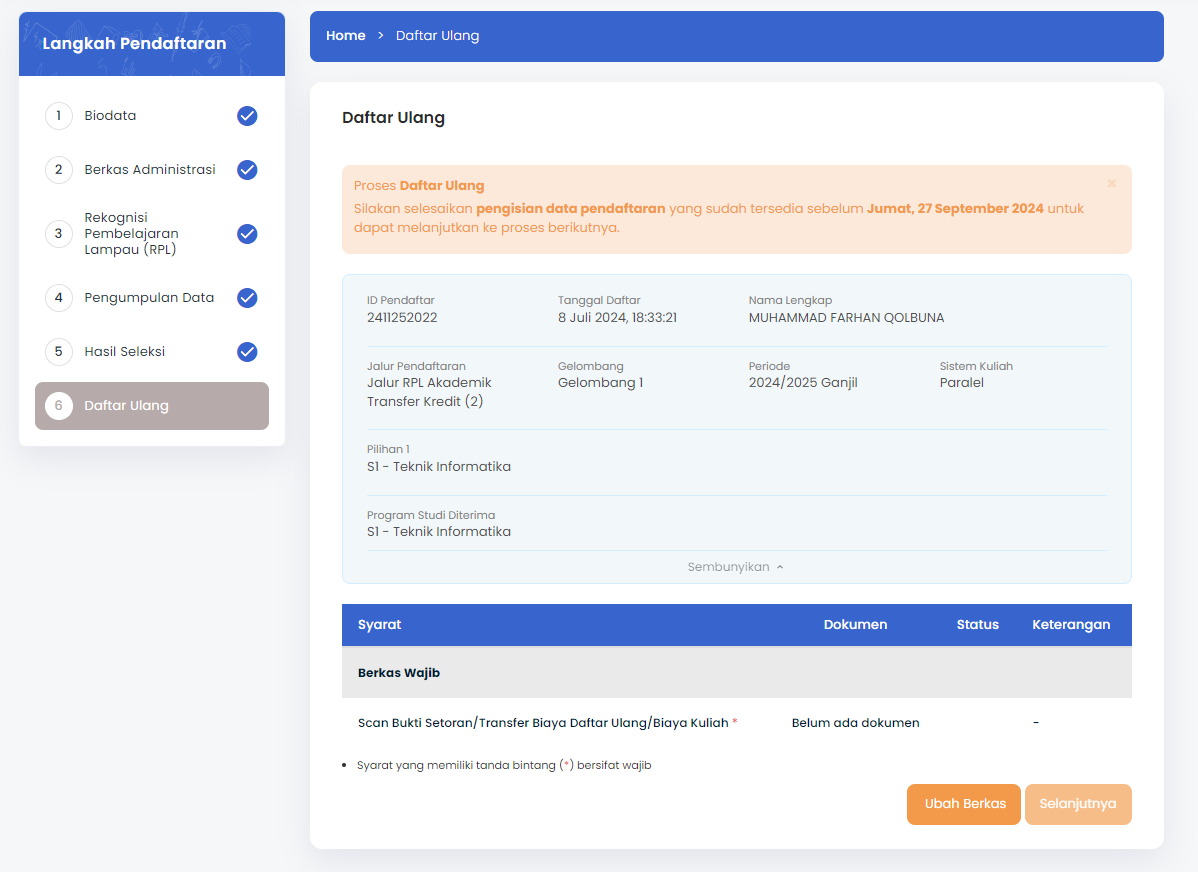 Langkah Pendaftaran
1 Biodata
2 Berkas Administrasi
3 Rekognisi
Pembelajaran
Lampau (RPL)
4 Pengumpulan Data
5 Hasil Seleksi
6 Daftar Ulang
Home > Daftar Ulang
Daftar Ulang
Proses Daftar Ulang ×
Silakan selesaikan pengisian data pendaftaran yang sudah tersedia sebelum Jumat, 27 September 2024 untuk
dapat melanjutkan ke proses berikutnya.
ID Pendaftar Tanggal Daftar Nama Lengkap
2411252022 8 Juli 2024, 18:33:21 MUHAMMAD FARHAN QOLBUNA
Jalur Pendaftaran Gelombang Periode Sistem Kuliah
Jalur RPL Akademik Gelombang 1 2024/2025 Ganjil Paralel
Transfer Kredit (2)
Pilihan 1
S1 - Teknik Informatika
Program Studi Diterima
S1 - Teknik Informatika
Sembunyikan
Syarat Dokumen Status Keterangan
Berkas Wajib
Scan Bukti Setoran/Transfer Biaya Daftar Ulang/Biaya Kuliah * Belum ada dokumen -
• Syarat yang memiliki tanda bintang (*) bersifat wajib
Ubah Berkas Selanjutnya